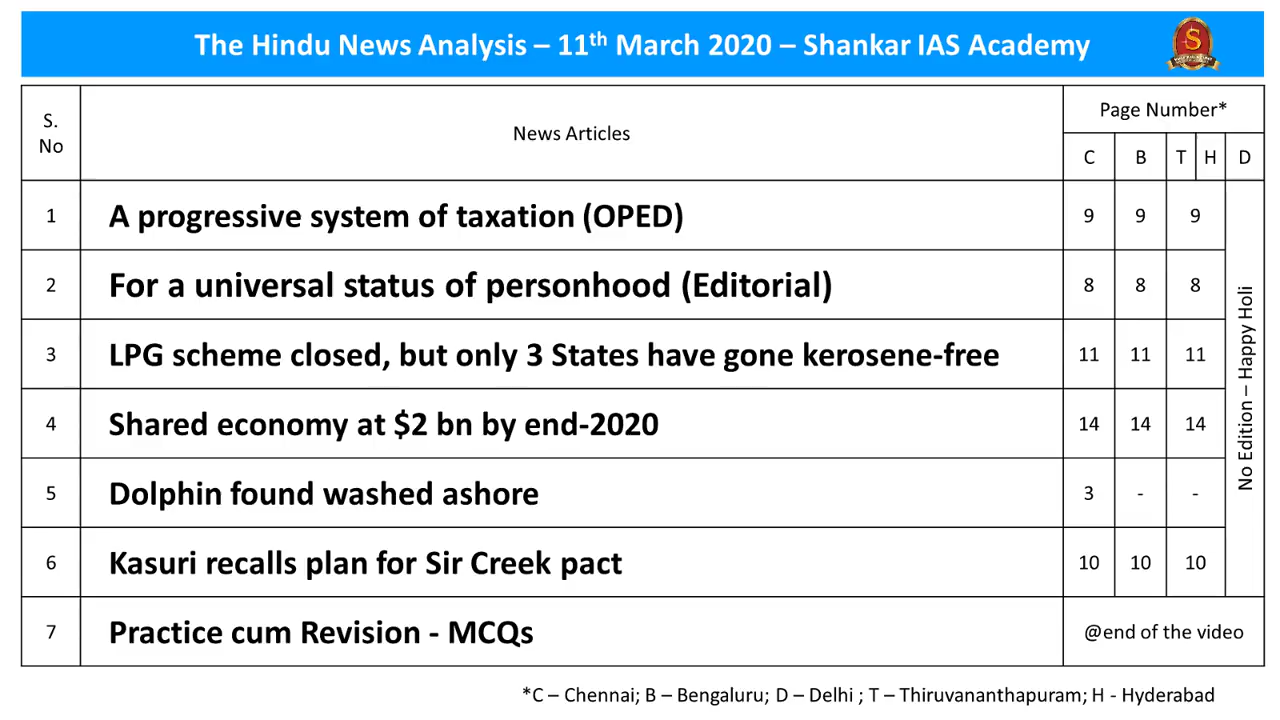 The Hindu News Analysis – 11th March 2020 – Shankar IAS Academy
S
S. No
News Articles
Page Number*
C B T H D
1 A progressive system of taxation (OPED) 9 9 9
2 For a universal status of personhood (Editorial) 8 8 8
3 LPG scheme closed, but only 3 States have gone kerosene-free 11 11 11
4 Shared economy at $2 bn by end-2020 14 14 14
5 Dolphin found washed ashore 3 - -
6 Kasuri recalls plan for Sir Creek pact 10 10 10
No Edition – Happy Holi
7 Practice cum Revision - MCQs @end of the video
*C – Chennai; B – Bengaluru; D – Delhi ; T – Thiruvananthapuram; H - Hyderabad